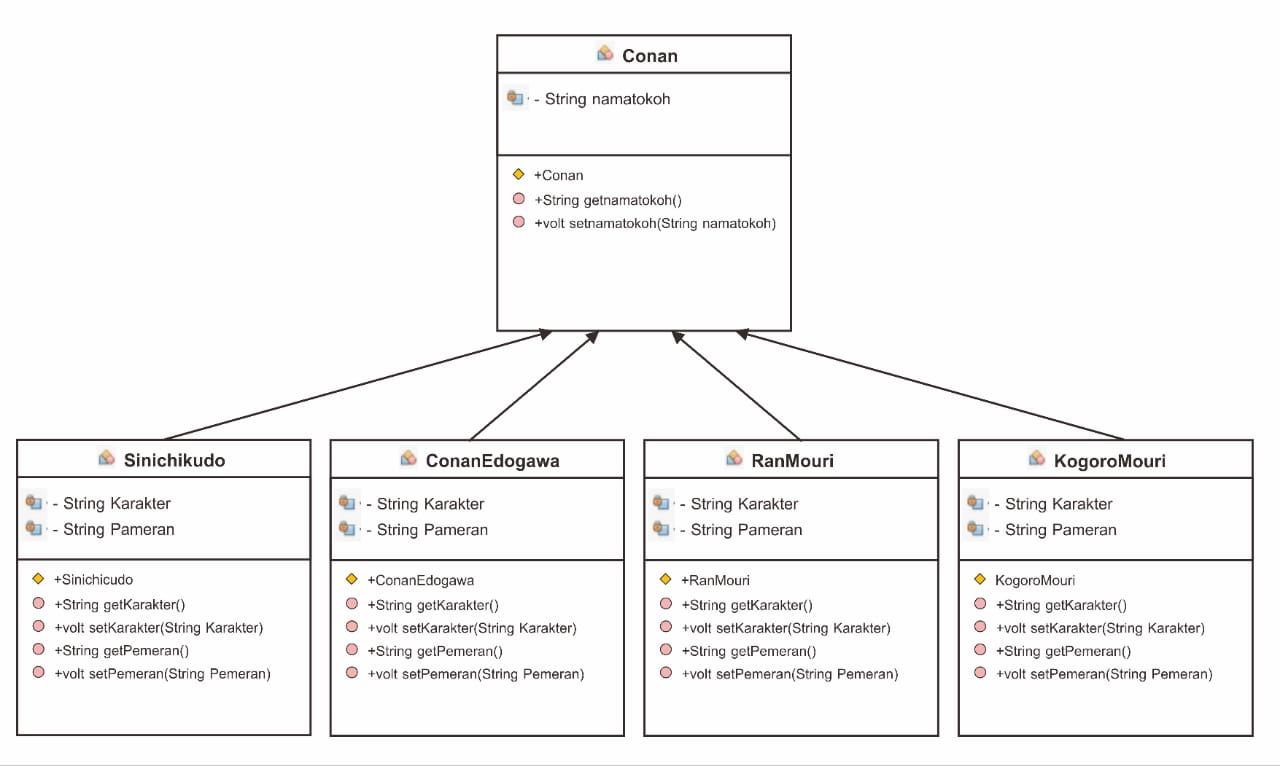 Conan
- String namatokoh
+Conan
+String getnamatokoh()
+volt setnamatokoh(String namatokoh)
Sinichikudo
- String Karakter
- String Pameran
+Sinichicudo
+String getKarakter()
+volt setKarakter(String Karakter)
+String getPemeran()
+volt setPemeran(String Pemeran)
ConanEdogawa
- String Karakter
- String Pameran
+ConanEdogawa
+String getKarakter()
+volt setKarakter(String Karakter)
+String getPemeran()
+volt setPemeran(String Pemeran)
RanMouri
- String Karakter
- String Pameran
+RanMouri
+String getKarakter()
+volt setKarakter(String Karakter)
+String getPemeran()
+volt setPemeran(String Pemeran)
KogoroMouri
- String Karakter
- String Pameran
KogoroMouri
+String getKarakter()
+volt setKarakter(String Karakter)
+String getPemeran()
+volt setPemeran(String Pemeran)